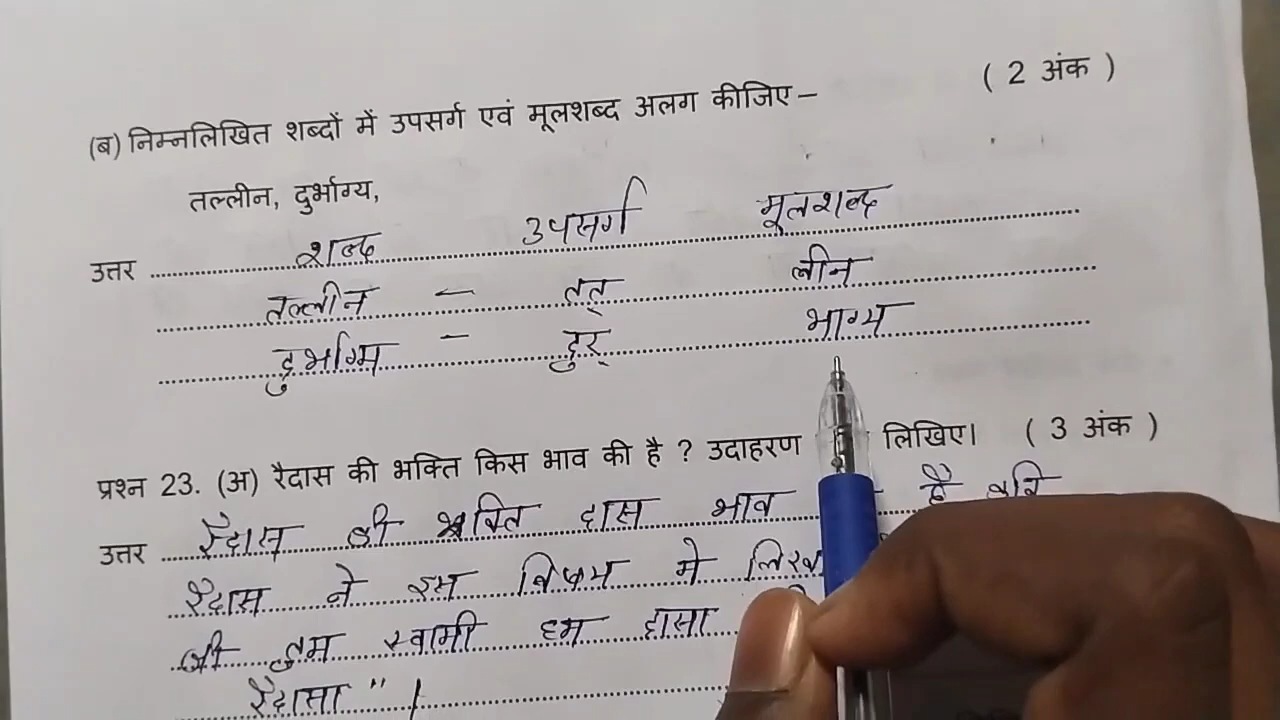 ( 2 अंक )
(ब) निम्नलिखित शब्दों में उपसर्ग एवं मूलशब्द अलग कीजिए –
तल्लीन, दुर्भाग्य,
उत्तर शब्द उपसर्ग मूलशब्द
तल्लीन – तत् लीन
दुर्भाग्य – दुर् भाग्य
प्रश्न 23. (अ) रैदास की भक्ति किस भाव की है ? उदाहरण लिखिए। ( 3 अंक )
उत्तर रैदास की भक्ति दास भाव है कवि
रैदास ने इस विषय में लिखा
की तुम स्वामी हम दासा
रैदासा" ।